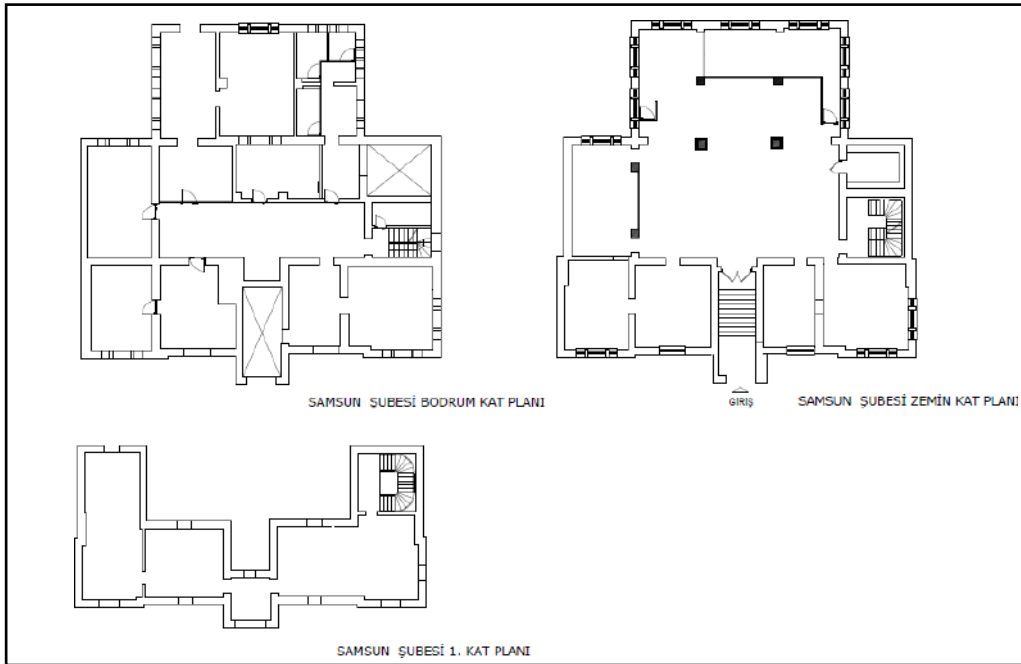 SAMSUN ŞUBESİ BODRUM KAT PLANI
GİRİŞ
SAMSUN ŞUBESİ ZEMİN KAT PLANI
SAMSUN ŞUBESİ 1. KAT PLANI